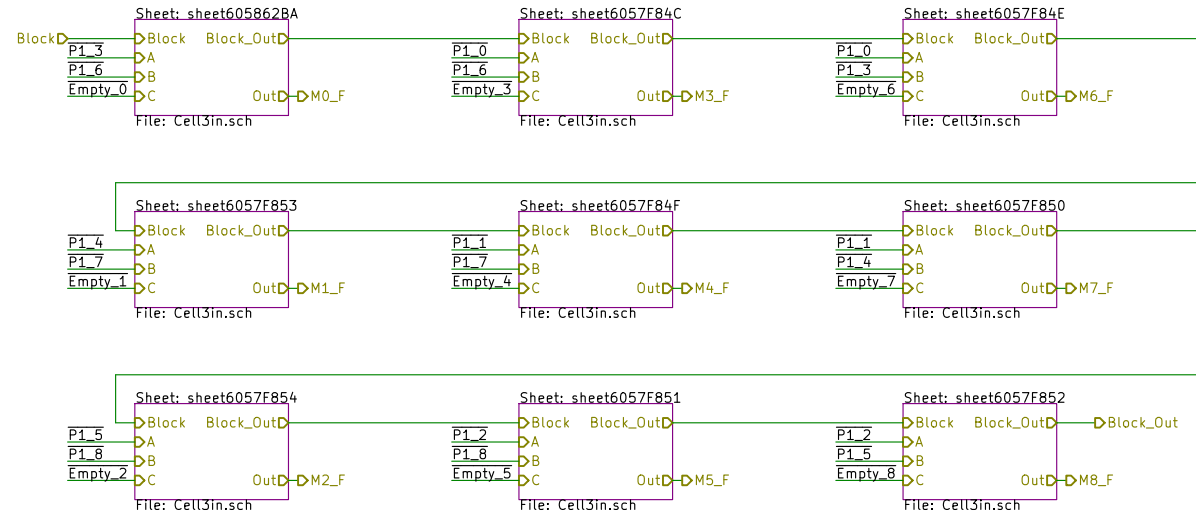 Sheet: sheet605862BA
Block
Block Block_Out
P1_3 A
P1_6 B
Empty_0 C Out M0_F
File: Cell3in.sch
Sheet: sheet6057F84C
Block Block_Out
P1_0 A
P1_6 B
Empty_3 C Out M3_F
File: Cell3in.sch
Sheet: sheet6057F84E
Block Block_Out
P1_0 A
P1_3 B
Empty_6 C Out M6_F
File: Cell3in.sch
Sheet: sheet6057F853
Block Block_Out
P1_4 A
P1_7 B
Empty_1 C Out M1_F
File: Cell3in.sch
Sheet: sheet6057F84F
Block Block_Out
P1_1 A
P1_7 B
Empty_4 C Out M4_F
File: Cell3in.sch
Sheet: sheet6057F850
Block Block_Out
P1_1 A
P1_4 B
Empty_7 C Out M7_F
File: Cell3in.sch
Sheet: sheet6057F854
Block Block_Out
P1_5 A
P1_8 B
Empty_2 C Out M2_F
File: Cell3in.sch
Sheet: sheet6057F851
Block Block_Out
P1_2 A
P1_8 B
Empty_5 C Out M5_F
File: Cell3in.sch
Sheet: sheet6057F852
Block Block_Out Block_Out
P1_2 A
P1_5 B
Empty_8 C Out M8_F
File: Cell3in.sch